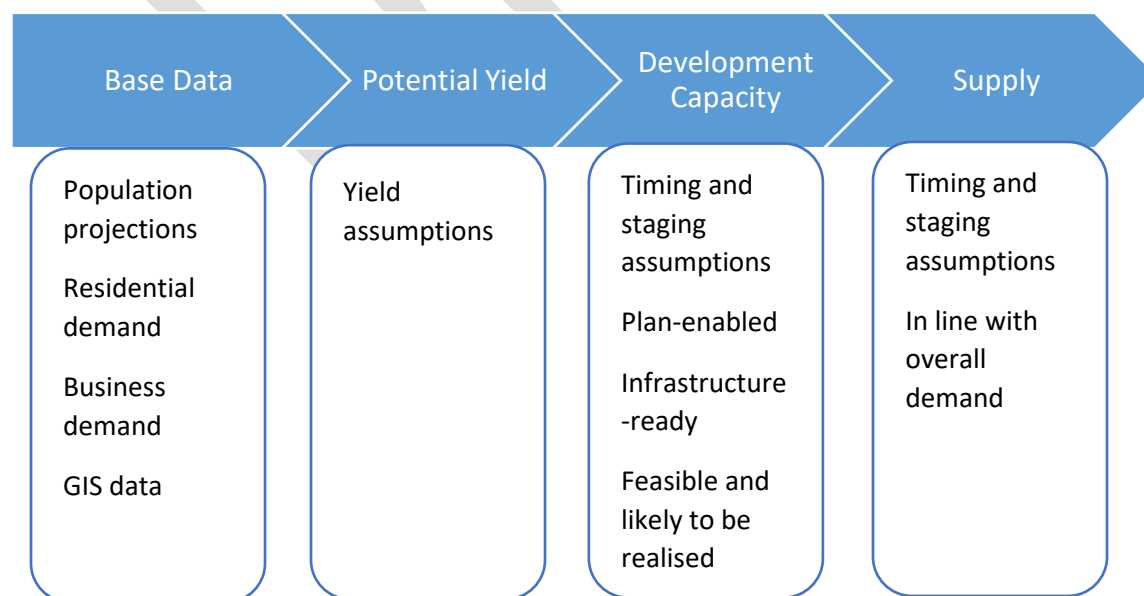 Base Data
Potential Yield
Development
Capacity
Supply
Population
projections
Residential
demand
Business
demand
GIS data
Yield
assumptions
Timing and
staging
assumptions
Plan-enabled
Infrastructure
-ready
Feasible and
likely to be
realised
Timing and
staging
assumptions
In line with
overall
demand